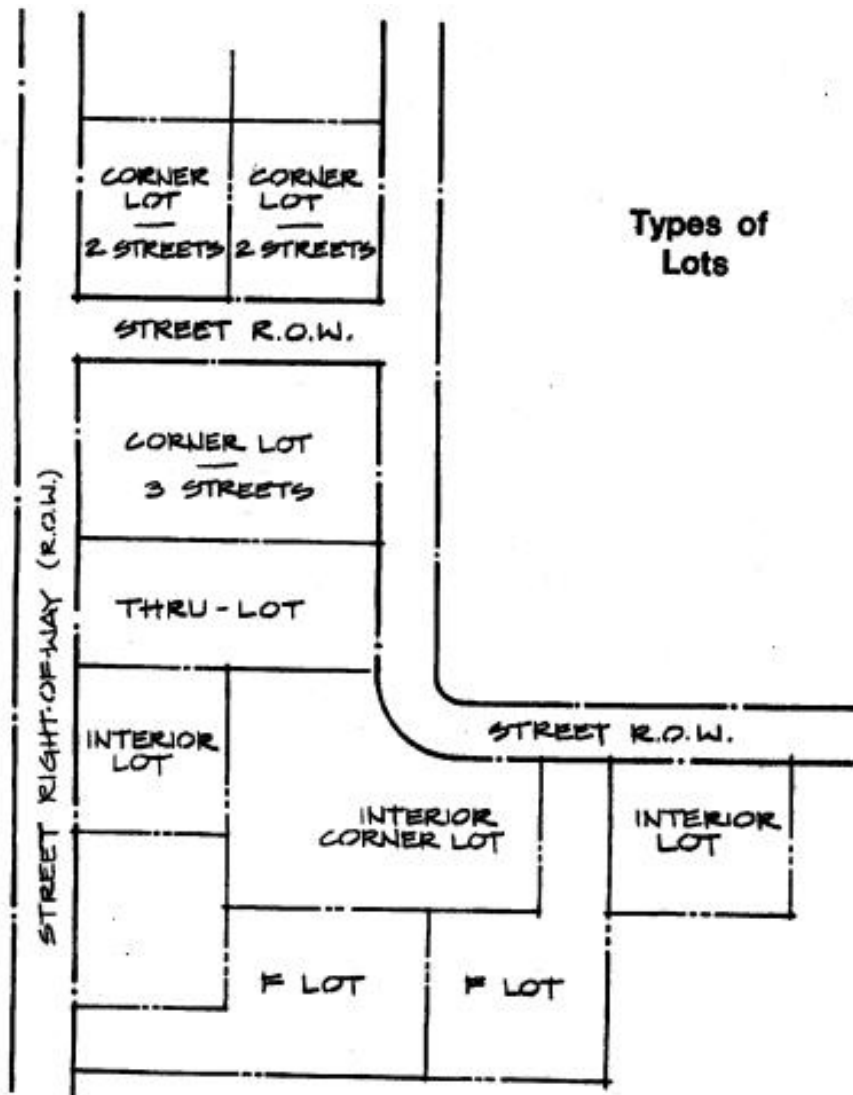 CORNER
LOT
2 STREETS
CORNER
LOT
2 STREETS
Types of
Lots
STREET R.O.W.
CORNER LOT
3 STREETS
STREET RIGHT-OF-WAY (R.O.W.)
THRU-LOT
INTERIOR
LOT
STREET R.O.W.
INTERIOR
CORNER LOT
INTERIOR
LOT
F LOT
F LOT